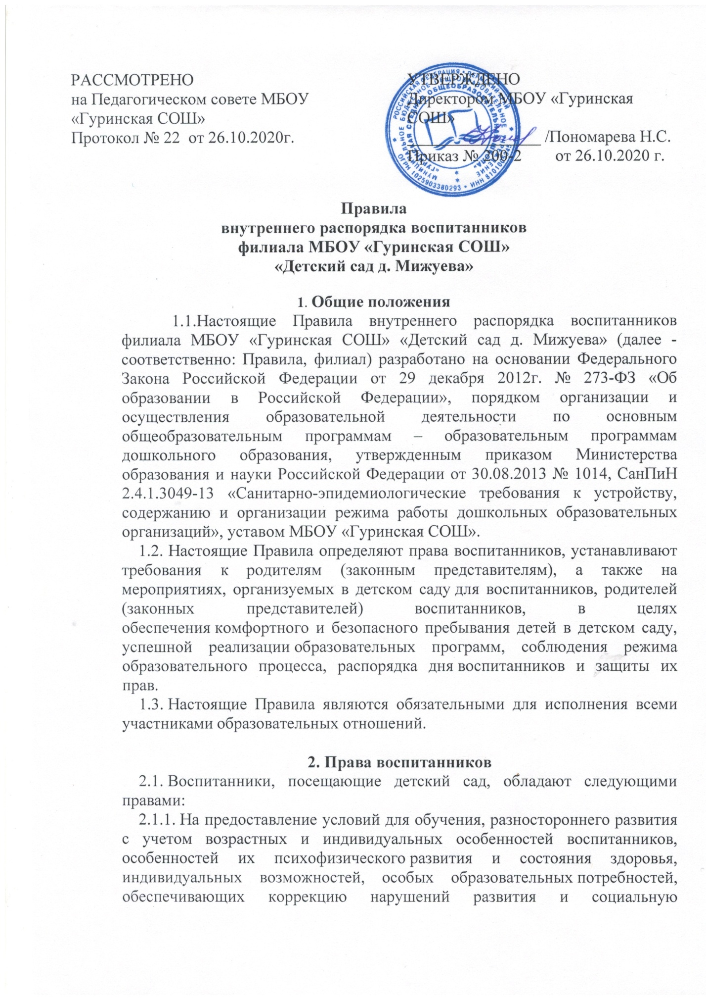 РАССМОТРЕНО
на Педагогическом совете МБОУ
«Гуринская СОШ»
Протокол № 22 от 26.10.2020г.
УТВЕРЖДЕНО
Директором МБОУ «Гуринская
СОШ»
/Пономарева Н.С.
Приказ № 200-2 от 26.10.2020 г.
РОССИЙСКАЯ ФЕДЕРАЦИЯ • ПЕРМСКИЙ КРАЙ
МУНИЦИПАЛЬНОЕ БЮДЖЕТНОЕ ОБЩЕОБРАЗОВАТЕЛЬНОЕ УЧРЕЖДЕНИЕ
"ГУРИНСКАЯ СРЕДНЯЯ ОБЩЕОБРАЗОВАТЕЛЬНАЯ ШКОЛА"
ОГРН 1025903380293 • ИНН
Правила
внутреннего распорядка воспитанников
филиала МБОУ «Гуринская СОШ»
«Детский сад д. Мижуева»
1. Общие положения
1.1.Настоящие Правила внутреннего распорядка воспитанников
филиала МБОУ «Гуринская СОШ» «Детский сад д. Мижуева» (далее -
соответственно: Правила, филиал) разработано на основании Федерального
Закона Российской Федерации от 29 декабря 2012г. № 273-ФЗ «Об
образовании в Российской Федерации», порядком организации и
осуществления образовательной деятельности по основным
общеобразовательным программам – образовательным программам
дошкольного образования, утвержденным приказом Министерства
образования и науки Российской Федерации от 30.08.2013 № 1014, СанПиН
2.4.1.3049-13 «Санитарно-эпидемиологические требования к устройству,
содержанию и организации режима работы дошкольных образовательных
организаций», уставом МБОУ «Гуринская СОШ».
1.2. Настоящие Правила определяют права воспитанников, устанавливают
требования к родителям (законным представителям), а также на
мероприятиях, организуемых в детском саду для воспитанников, родителей
(законных представителей) воспитанников, в целях
обеспечения комфортного и безопасного пребывания детей в детском саду,
успешной реализации образовательных программ, соблюдения режима
образовательного процесса, распорядка дня воспитанников и защиты их
прав.
1.3. Настоящие Правила являются обязательными для исполнения всеми
участниками образовательных отношений.
2. Права воспитанников
2.1. Воспитанники, посещающие детский сад, обладают следующими
правами:
2.1.1. На предоставление условий для обучения, разностороннего развития
с учетом возрастных и индивидуальных особенностей воспитанников,
особенностей их психофизического развития и состояния здоровья,
индивидуальных возможностей, особых образовательных потребностей,
обеспечивающих коррекцию нарушений развития и социальную